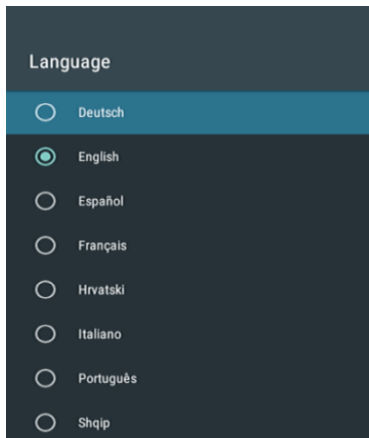 Language
Deutsch
English
Español
Français
Hrvatski
Italiano
Português
Shqip